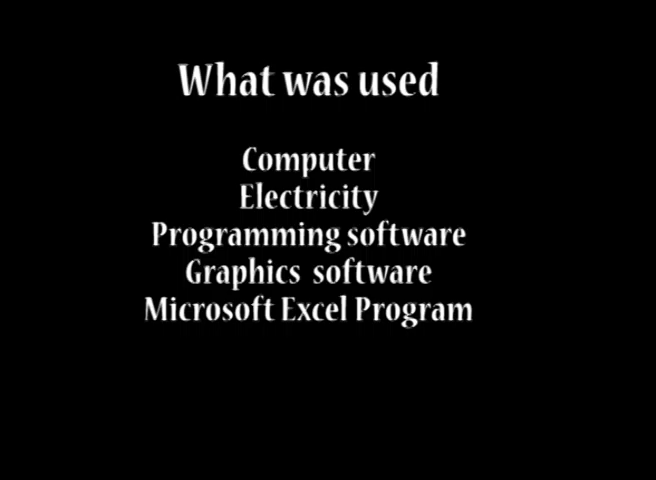 What was used
Computer
Electricity
Programming software
Graphics software
Microsoft Excel Program